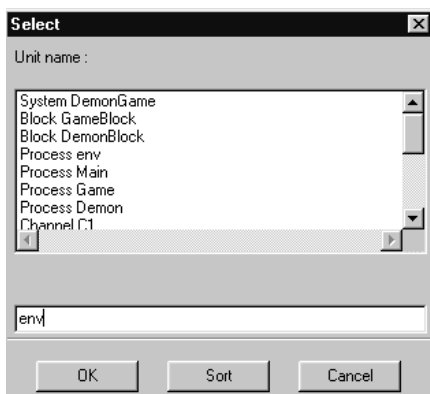 Select
Unit name :
System DemonGame
Block GameBlock
Block DemonBlock
Process env
Process Main
Process Game
Process Demon
Channel C1
env
OK Sort Cancel